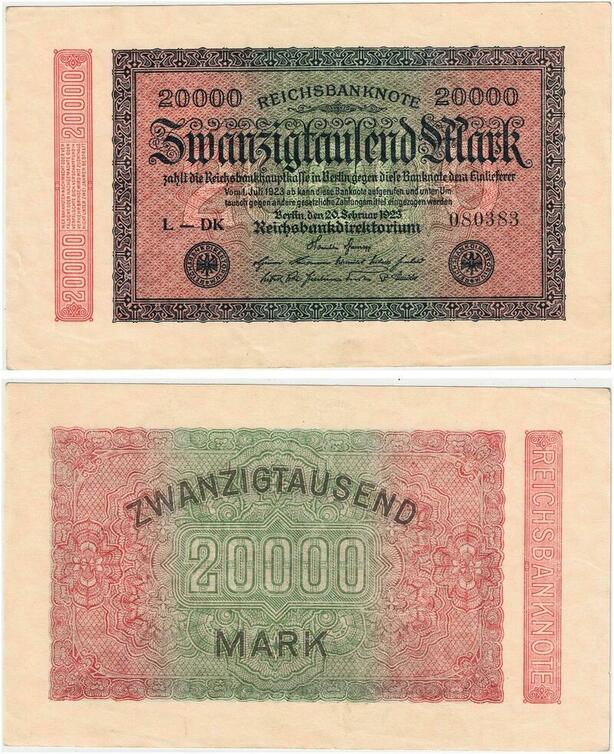 20000 REICHSBANKNOTE 20000
Zwanzigtausend Mark
zahlt die Reichsbankhauptkasse in Berlin gegen diese Banknote dem Einlieferer
Vom 1. Juli 1923 ab kann diese Banknote aufgerufen und unter Um
tausch gegen andere gesetzliche Zahlungsmittel eingezogen werden
Berlin, den 20. Februar 1923
L — DK Reichsbankdirektorium 080383
20000
20000
ZWANZIGTAUSEND
20000
MARK
REICHSBANKNOTE